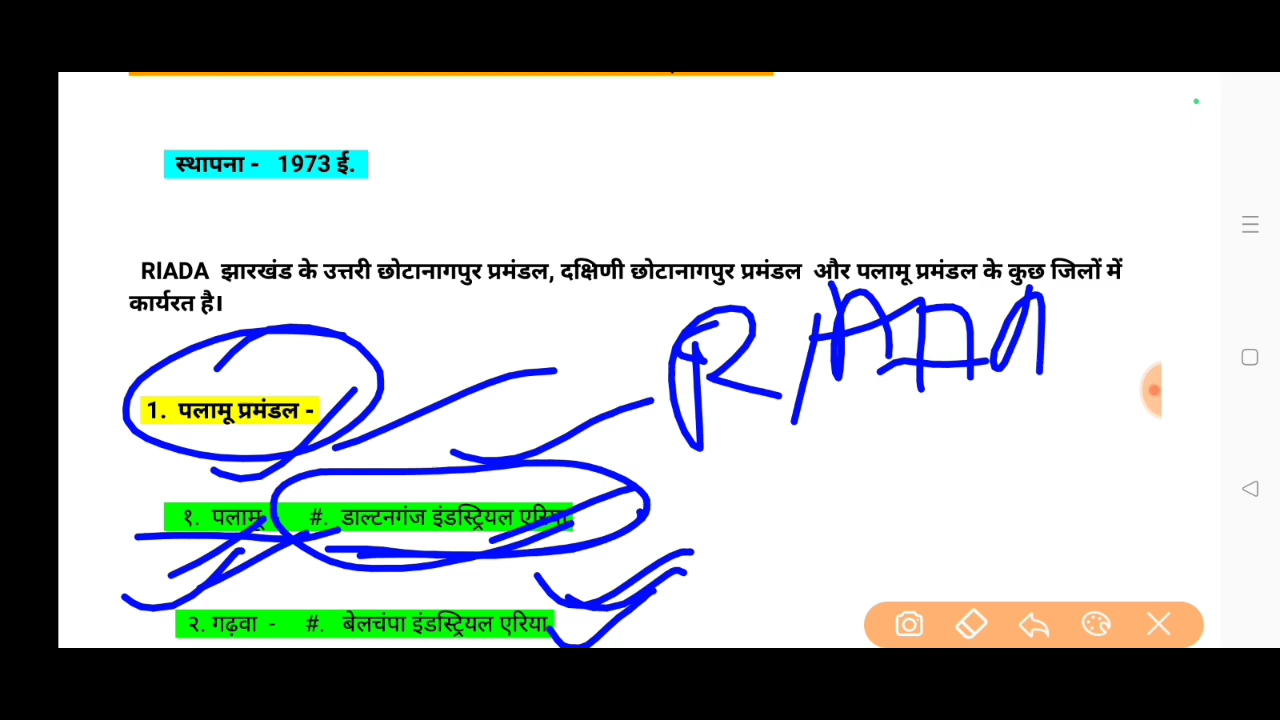 स्थापना - 1973 ई.
RIADA झारखंड के उत्तरी छोटानागपुर प्रमंडल, दक्षिणी छोटानागपुर प्रमंडल और पलामू प्रमंडल के कुछ जिलों में
कार्यरत है।
RIADA
1. पलामू प्रमंडल -
१. पलामू #. डाल्टनगंज इंडस्ट्रियल एरिया
२. गढ़वा - #. बेलचंपा इंडस्ट्रियल एरिया